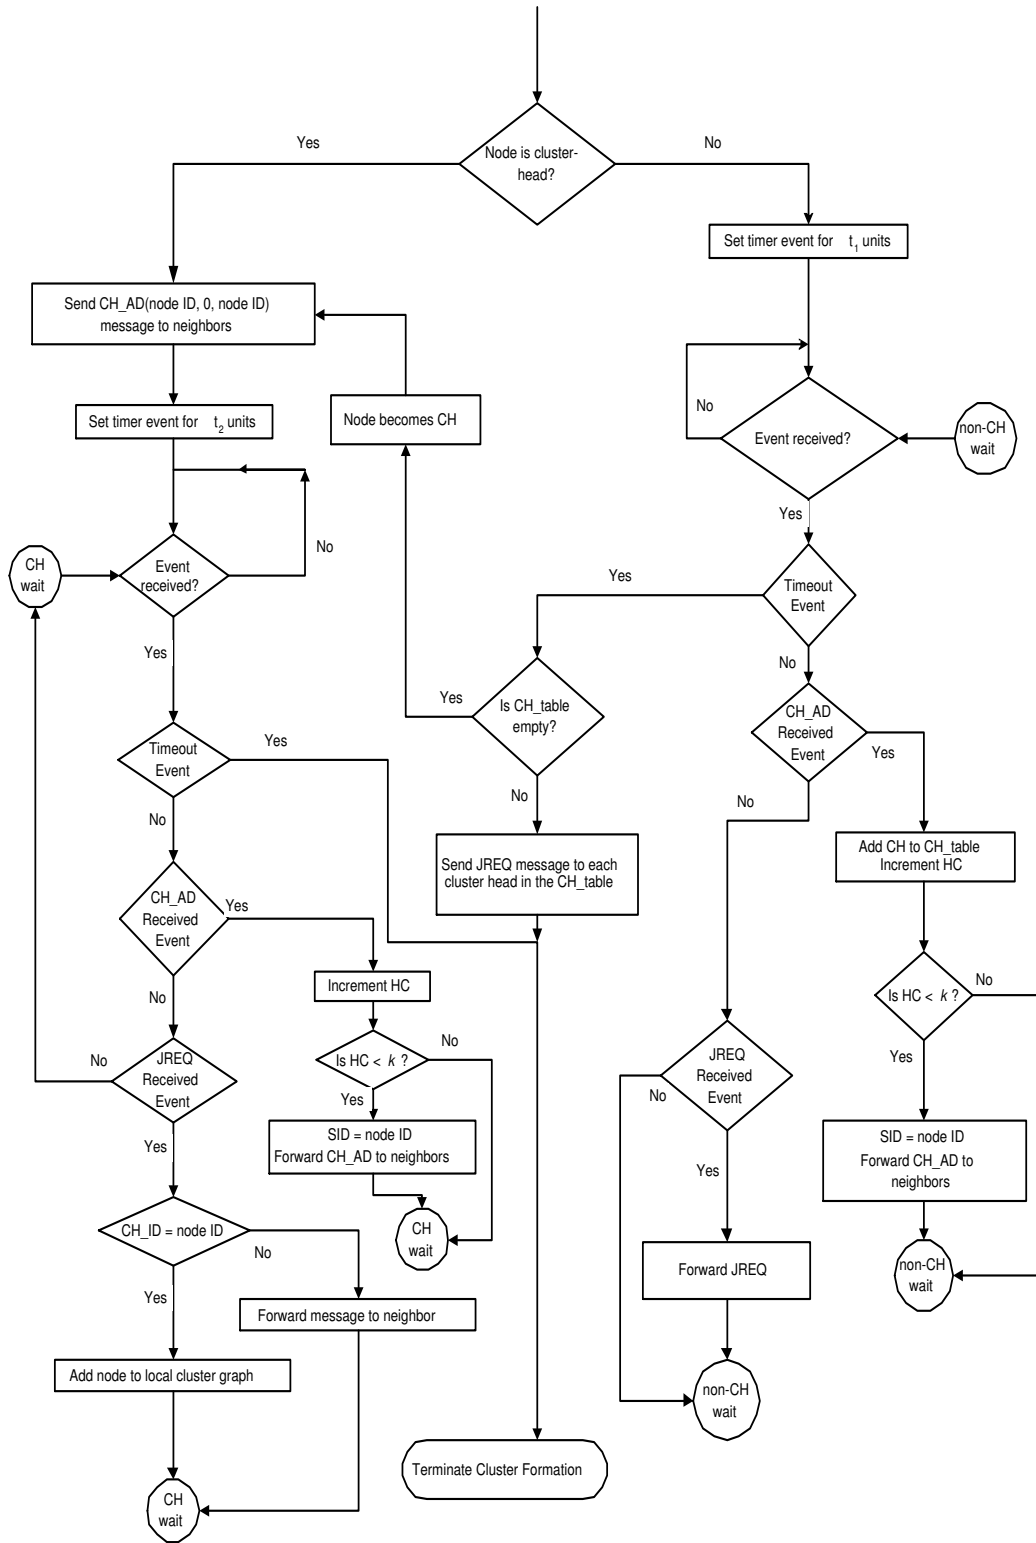 Yes
No
Node is cluster-
head?
Set timer event for t1 units
Send CH_AD(node ID, 0, node ID)
message to neighbors
Set timer event for t2 units
Node becomes CH
No
Event received?
non-CH
wait
Yes
No
CH
wait
Event
received?
Yes
Timeout
Event
Yes
No
Yes
Is CH_table
empty?
CH_AD
Received
Event
Yes
Timeout
Event
Yes
No
No
No
Add CH to CH_table
Increment HC
Send JREQ message to each
cluster head in the CH_table
CH_AD
Received
Event
Yes
Increment HC
No
Is HC < k ?
No
No
JREQ
Received
Event
Is HC < k ?
No
Yes
JREQ
Received
Event
No
Yes
Yes
SID = node ID
Forward CH_AD to neighbors
SID = node ID
Forward CH_AD to
neighbors
Yes
CH_ID = node ID
No
CH
wait
Yes
Forward JREQ
non-CH
wait
Yes
Forward message to neighbor
Add node to local cluster graph
non-CH
wait
Terminate Cluster Formation
CH
wait